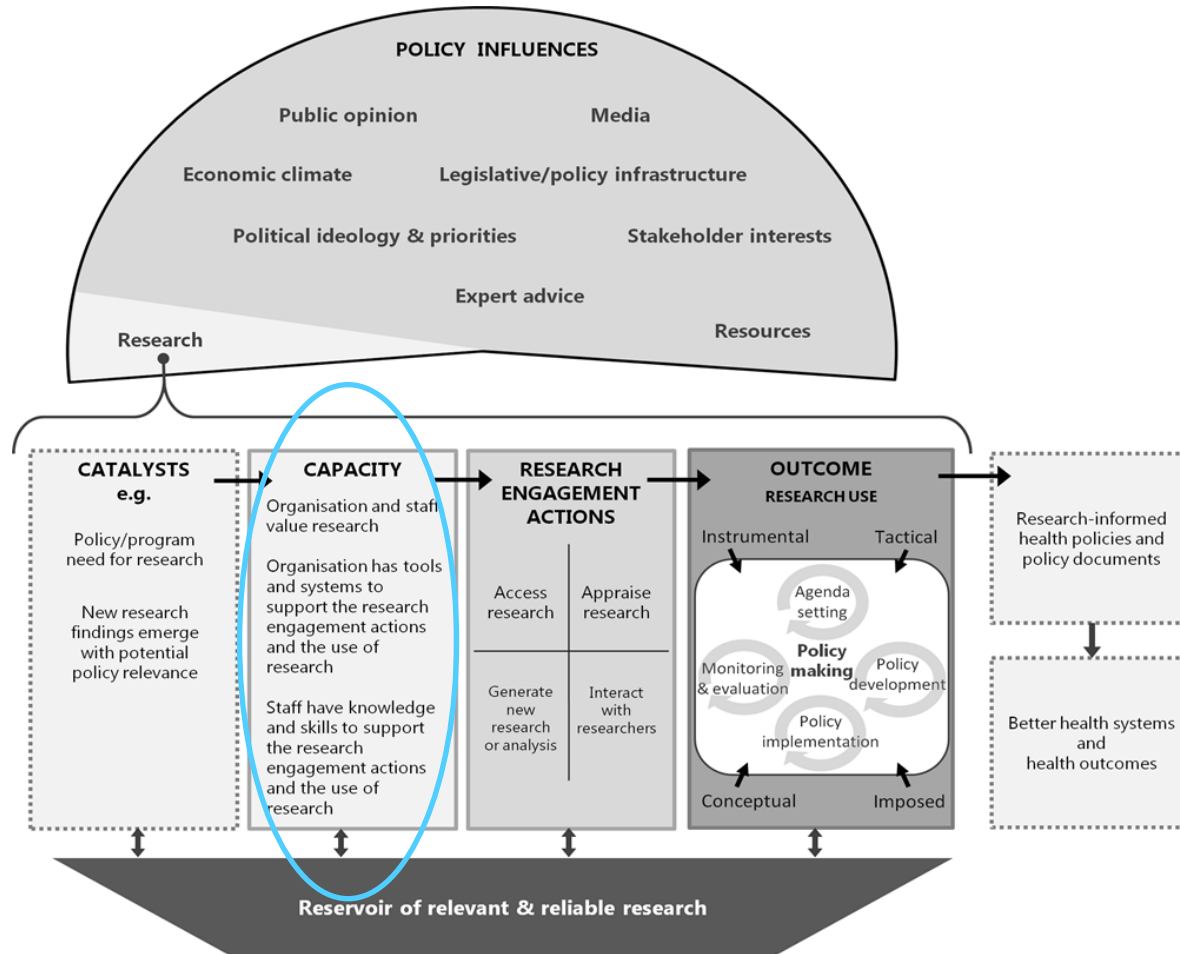 POLICY INFLUENCES
Public opinion
Media
Economic climate
Legislative/policy infrastructure
Political ideology & priorities
Stakeholder interests
Expert advice
Resources
Research
CATALYSTS
e.g.
Policy/program
need for research
New research
findings emerge
with potential
policy relevance
CAPACITY
Organisation and staff
value research
Organisation has tools
and systems to
support the research
engagement actions
and the use of
research
Staff have knowledge
and skills to support
the research
engagement actions
and the use of
research
RESEARCH
ENGAGEMENT
ACTIONS
Access
research
Appraise
research
Generate
new
research
or analysis
Interact
with
researchers
OUTCOME
RESEARCH USE
Instrumental
Tactical
Agenda
setting
Policy
making
Monitoring
& evaluation
Policy
development
Policy
implementation
Conceptual
Imposed
Research-informed
health policies and
policy documents
Better health systems
and
health outcomes
Reservoir of relevant & reliable research